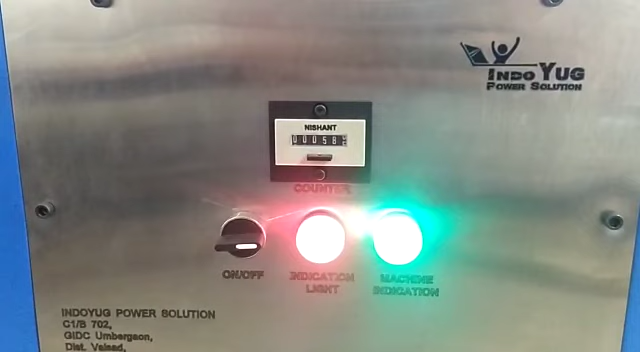 INDO YUG
POWER SOLUTION
NISHANT
COUNTER
ON/OFF
INDICATION
LIGHT
MACHINE
INDICATION
INDOYUG POWER SOLUTION
C1/B 702,
GIDC Umbergaon,
Dist. Valsad,